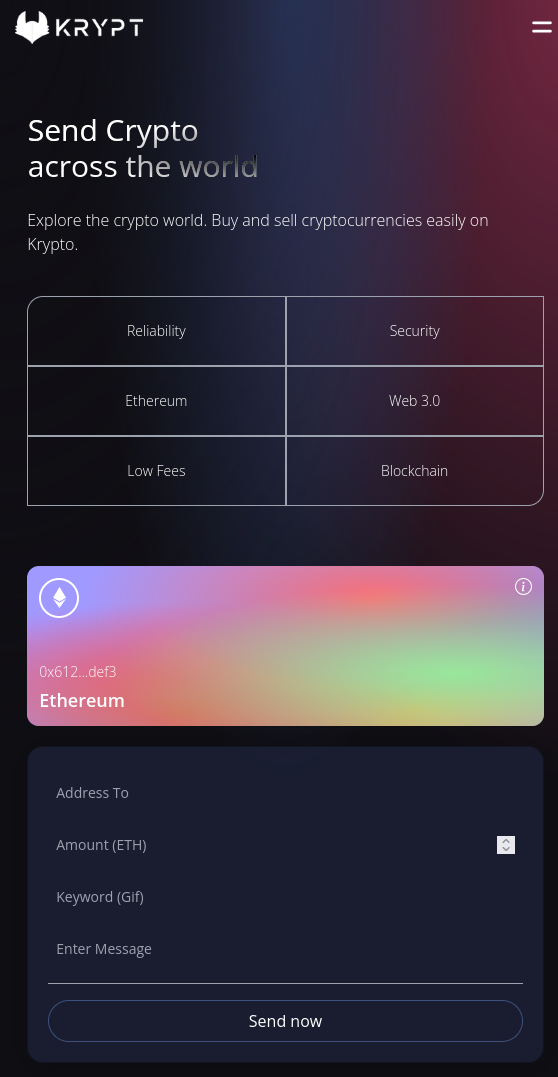 KRYPT
Send Crypto
across the world
Explore the crypto world. Buy and sell cryptocurrencies easily on
Krypto.
Reliability
Security
Ethereum
Web 3.0
Low Fees
Blockchain
0x612...def3
Ethereum
Address To
Amount (ETH)
Keyword (Gif)
Enter Message
Send now